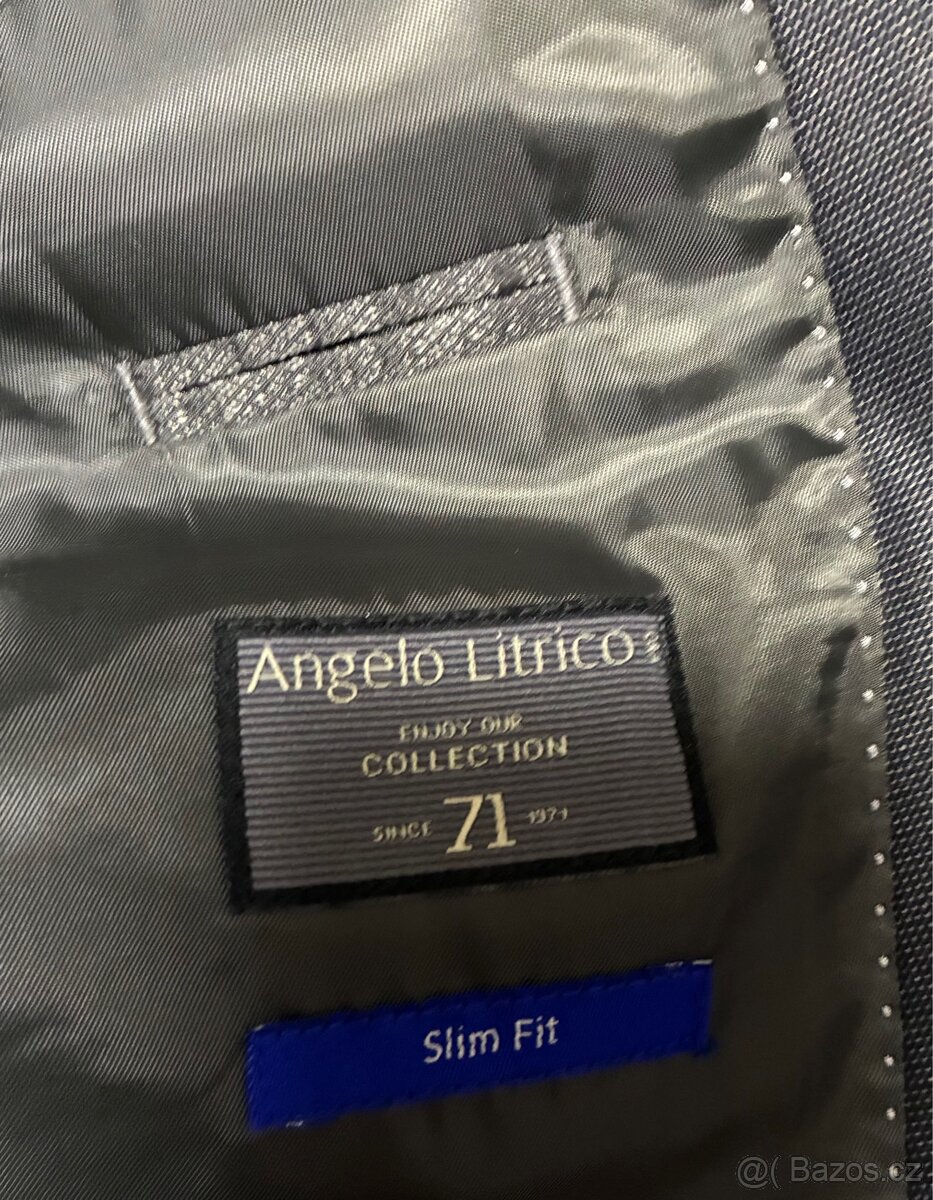 Angelo Litrico
ENJOY OUR
COLLECTION
SINCE 71 1971
Slim Fit
@( Bazos.cz